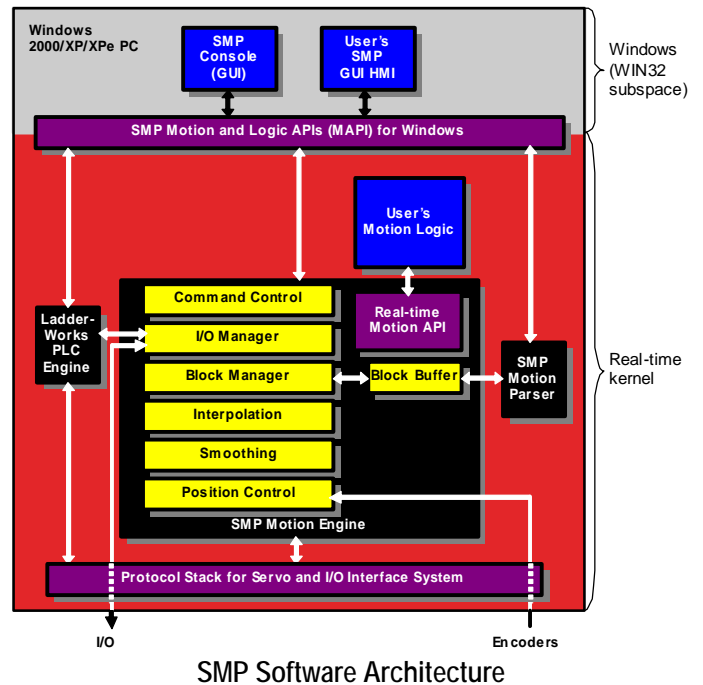 Windows
2000/XP/XPe PC
SMP
Console
(GUI)
User's
SMP
GUI HMI
Windows
(WIN32
subspace)
SMP Motion and Logic APIs (MAPI) for Windows
User's
Motion Logic
Command Control
Real-time
Motion API
Ladder-
Works
PLC
Engine
I/O Manager
Block Manager
Block Buffer
SMP
Motion
Parser
Real-time
kernel
Interpolation
Smoothing
Position Control
SMP Motion Engine
Protocol Stack for Servo and I/O Interface System
I/O
Encoders
SMP Software Architecture